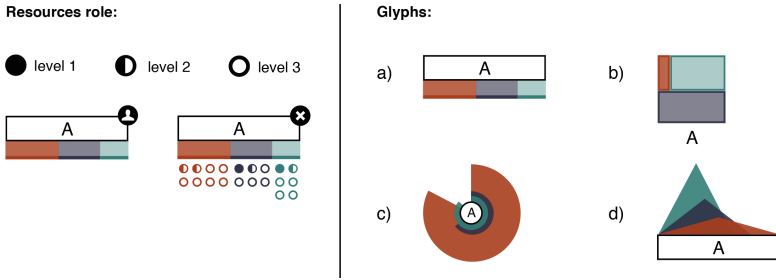 Resources role:
level 1
level 2
level 3
A
A
Glyphs:
a)
A
b)
A
c)
A
d)
A